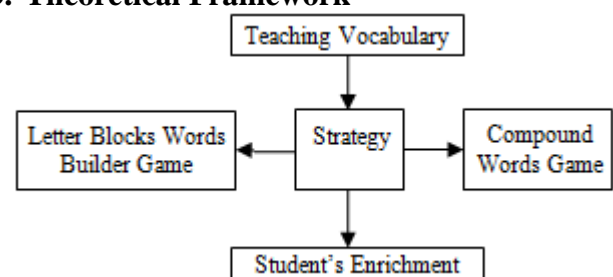 Theoretical Framework
Teaching Vocabulary
Letter Blocks Words
Builder Game
Strategy
Compound
Words Game
Student's Enrichment